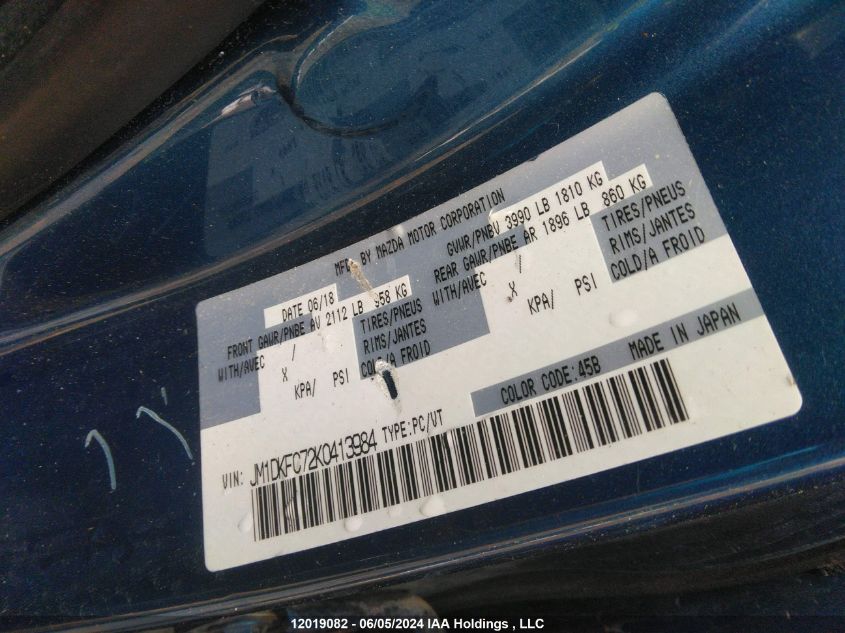 MFD. BY MAZDA MOTOR CORPORATION
DATE 06/18
GVWR/PNBV 3990 LB 1810 KG
FRONT GAWR/PNBE AV 2112 LB 958 KG
REAR GAWR/PNBE AR 1896 LB 860 KG
WITH/AVEC / TIRES/PNEUS
X RIMS/JANTES
KPA/ PSI COLD/A FROID
WITH/AVEC / TIRES/PNEUS
X RIMS/JANTES
KPA/ PSI COLD/A FROID
COLOR CODE:45B MADE IN JAPAN
VIN: JM1DKFC72K0413984 TYPE:PC/VT
12019082 - 06/05/2024 IAA Holdings , LLC